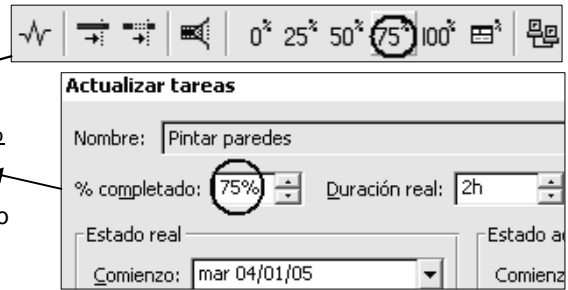 0% 25% 50% 75% 100%
Actualizar tareas
Nombre: Pintar paredes
% completado: 75% Duración real: 2h
o
Estado real Estado a
Comienzo: mar 04/01/05 Comienz